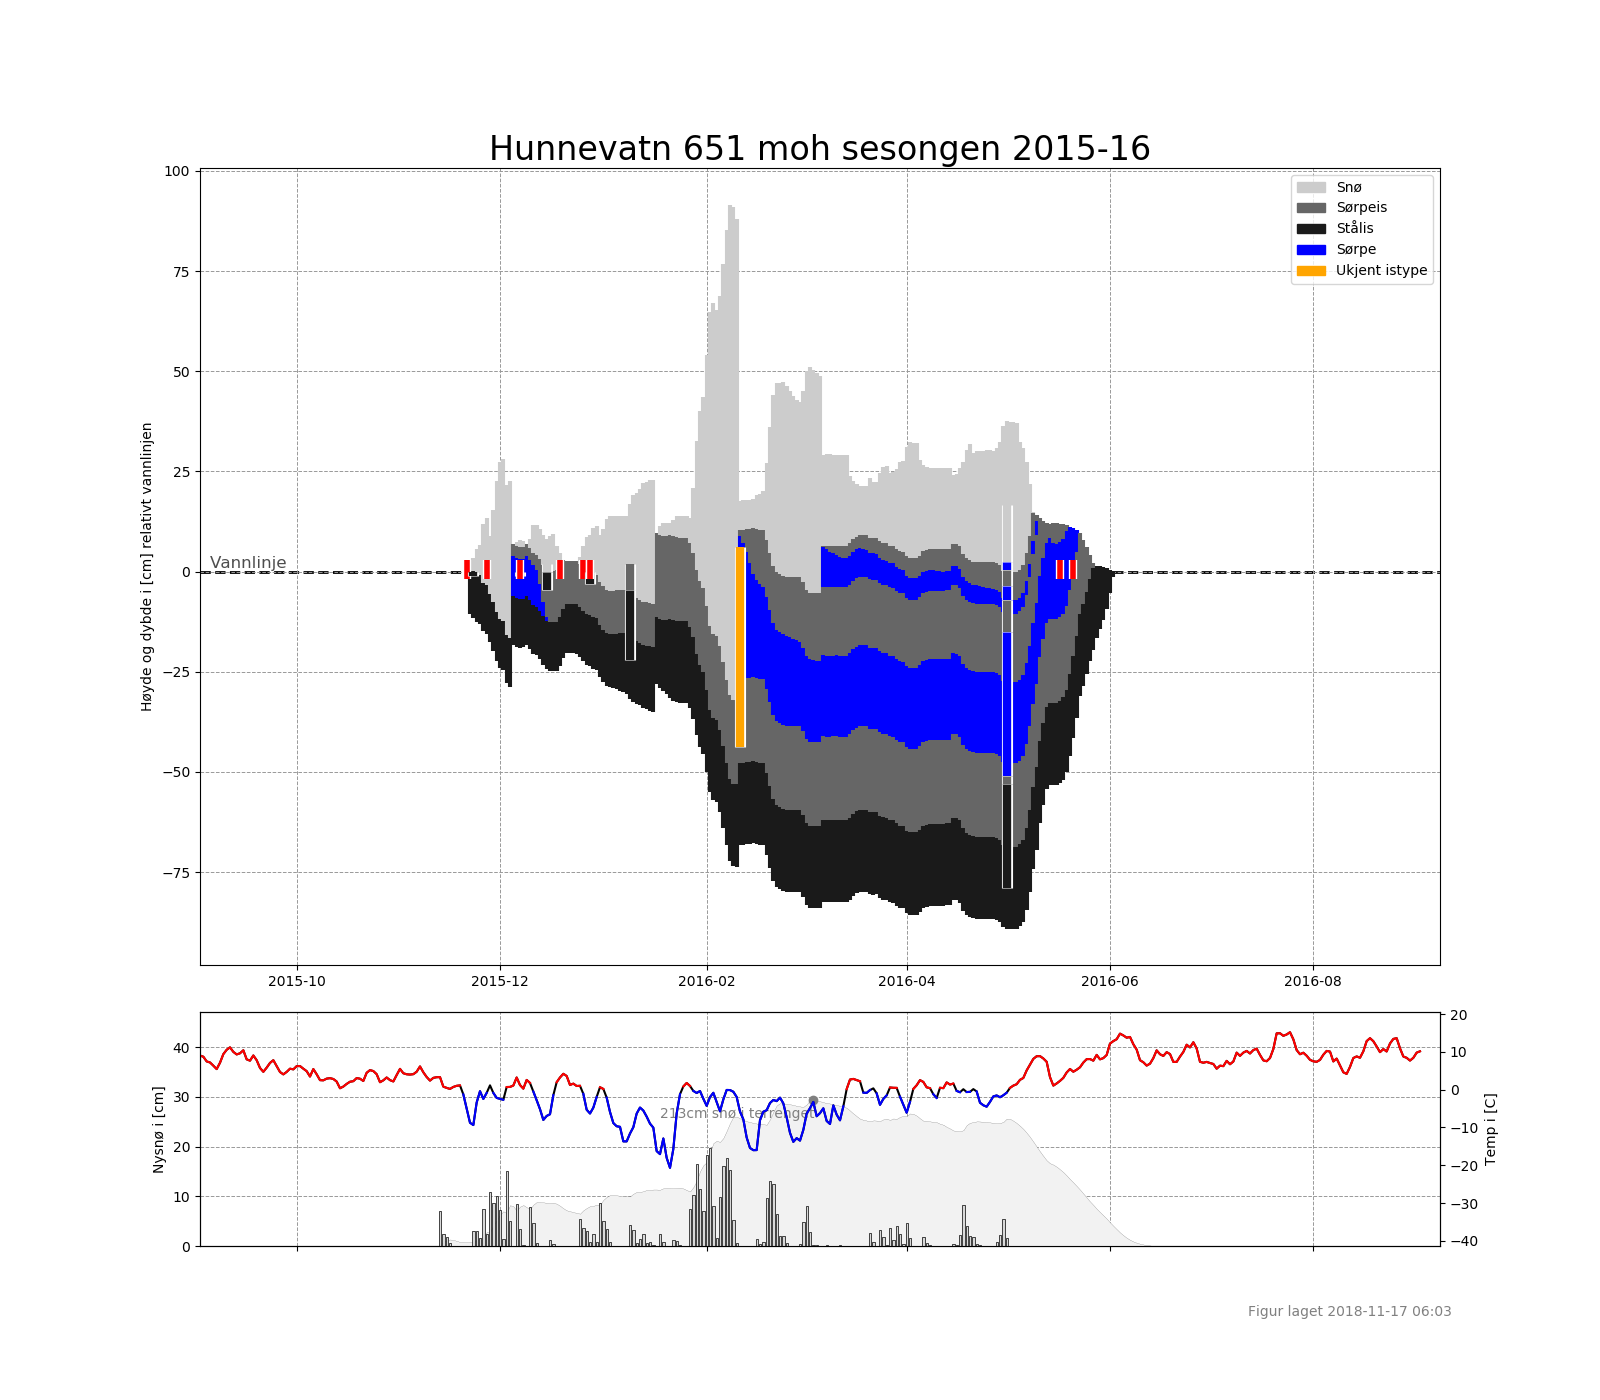 Hunnevatn 651 moh sesongen 2015-16
100
75
50
25
0
−25
−50
−75
Høyde og dybde i [cm] relativt vannlinjen
Vannlinje
Snø
Sørpeis
Stålis
Sørpe
Ukjent istype
2015-10 2015-12 2016-02 2016-04 2016-06 2016-08
40
30
20
10
0
Nysnø i [cm]
213cm snø i terrenget
20
10
0
−10
−20
−30
−40
Temp i [C]
Figur laget 2018-11-17 06:03